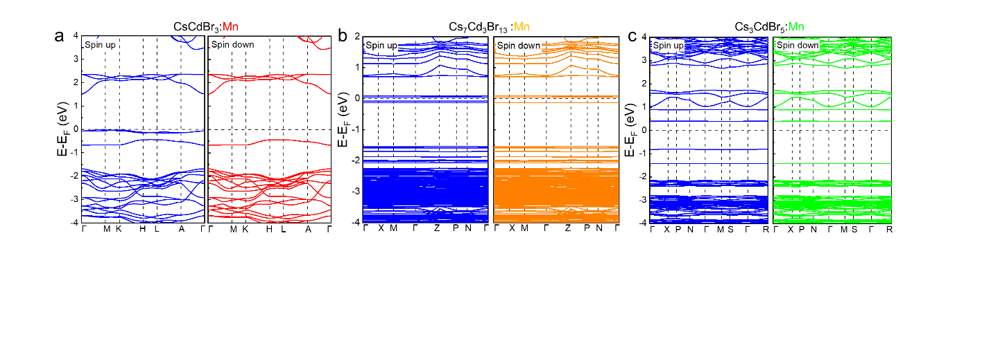 a
CsCdBr3:Mn
E-EF (eV)
4
3
2
1
0
-1
-2
-3
-4
Spin up
Spin down
Γ M K H L A Γ
Γ M K H L A Γ
b
Cs7Cd3Br13 :Mn
E-EF (eV)
2
1
0
-1
-2
-3
-4
Spin up
Spin down
Γ X M Γ Z P N Γ
Γ X M Γ Z P N Γ
c
Cs3CdBr5:Mn
E-EF (eV)
4
3
2
1
0
-1
-2
-3
-4
Spin up
Spin down
Γ X P N Γ M S Γ R
Γ X P N Γ M S Γ R